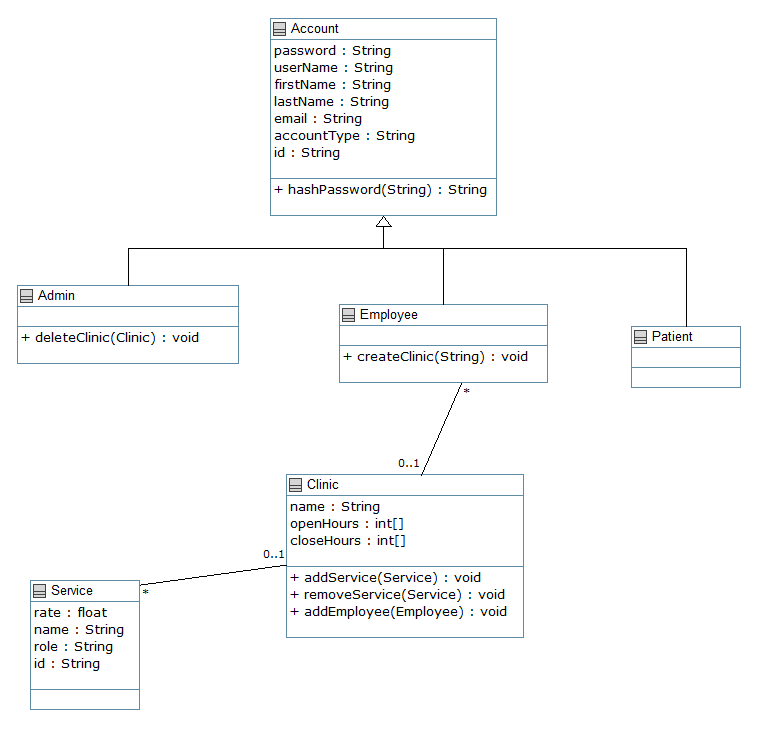 Account
password : String
userName : String
firstName : String
lastName : String
email : String
accountType : String
id : String
+ hashPassword(String) : String
Admin
+ deleteClinic(Clinic) : void
Employee
+ createClinic(String) : void
Patient
*
0..1
Clinic
name : String
openHours : int[]
closeHours : int[]
+ addService(Service) : void
+ removeService(Service) : void
+ addEmployee(Employee) : void
0..1
*
Service
rate : float
name : String
role : String
id : String